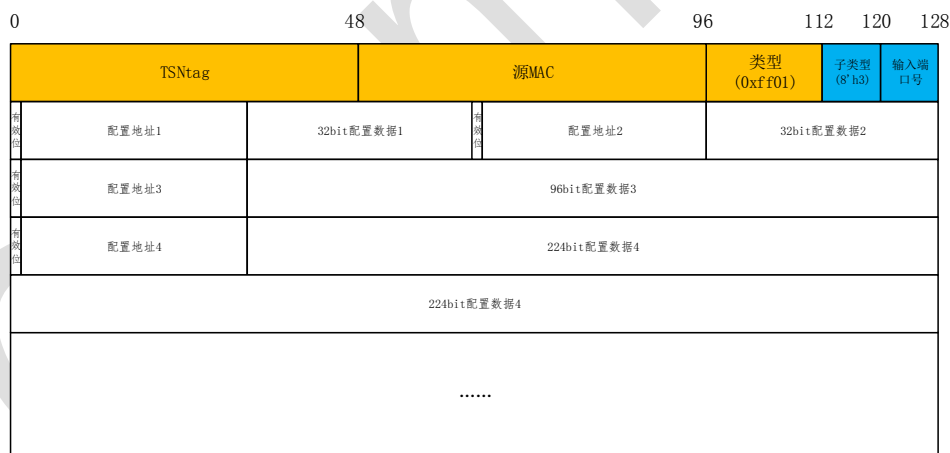 0 48 96 112 120 128
TSNtag 源MAC 类型 子类型 输入端
(0xff01) (8'h3) 口号
有效位 配置地址1 32bit配置数据1 有效位 配置地址2 32bit配置数据2
有效位 配置地址3 96bit配置数据3
有效位 配置地址4 224bit配置数据4
224bit配置数据4
......